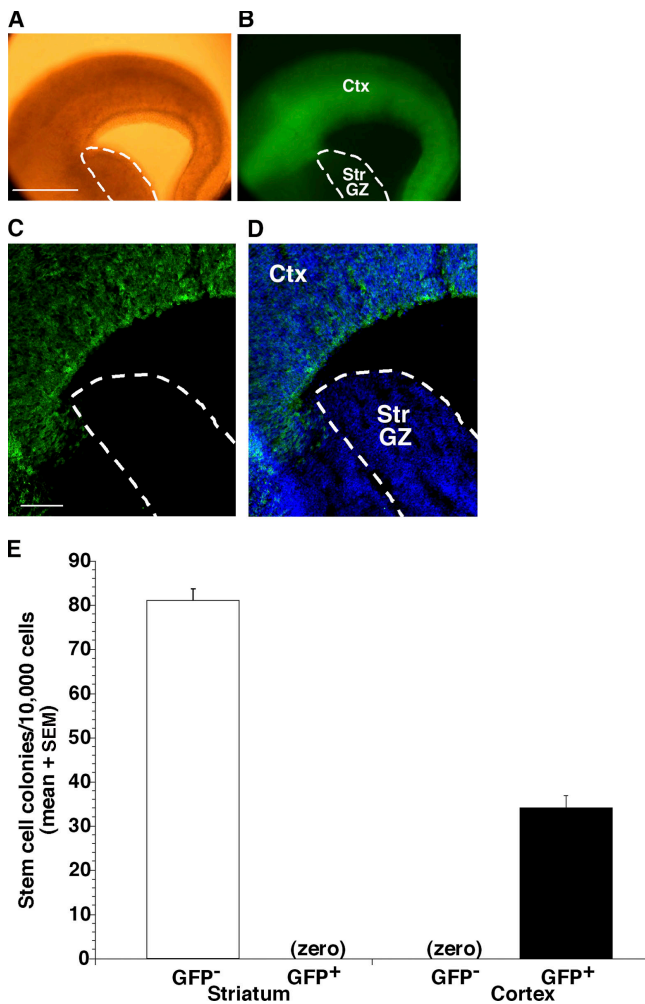 A
B
Ctx
Str
GZ
C
D
Ctx
Str
GZ
E
Stem cell colonies/10,000 cells
(mean + SEM)
90
80
70
60
50
40
30
20
10
0
(zero)
(zero)
GFP-
GFP+
GFP-
GFP+
Striatum
Cortex